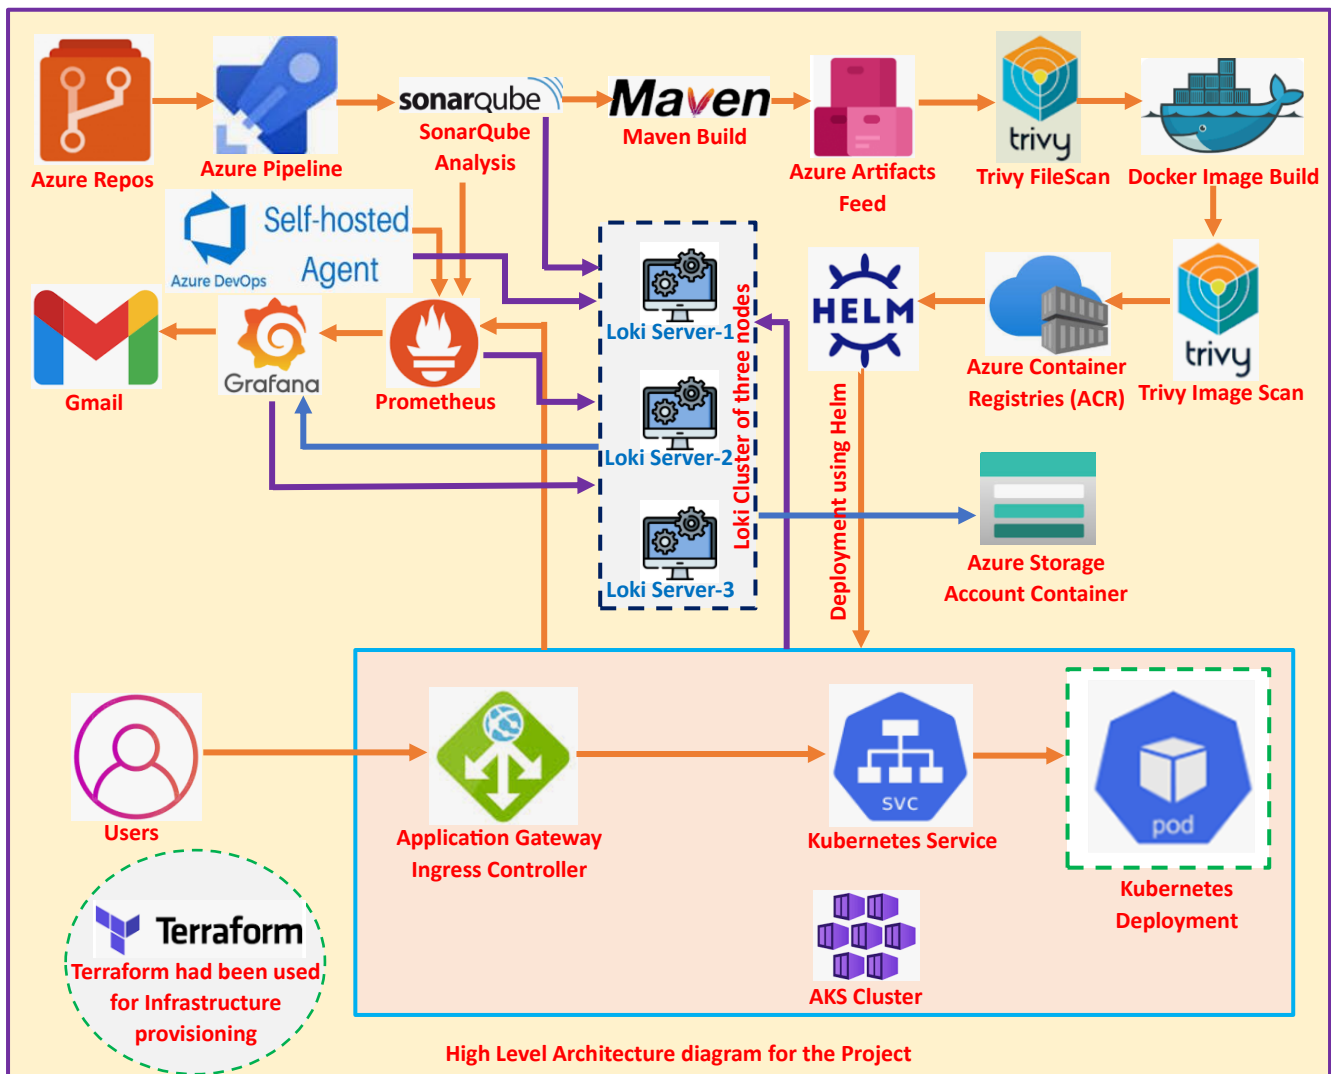 sonarqube
Maven
trivy
Azure Repos
Azure Pipeline
SonarQube
Analysis
Maven Build
Azure Artifacts
Feed
Trivy FileScan
Docker Image Build
Azure DevOps
Self-hosted
Agent
Loki Server-1
Loki Server-2
Loki Server-3
Loki Cluster of three nodes
HELM
Deployment using Helm
Azure Container
Registries (ACR)
trivy
Trivy Image Scan
Gmail
Grafana
Prometheus
Azure Storage
Account Container
Users
Application Gateway
Ingress Controller
svc
Kubernetes Service
pod
Kubernetes
Deployment
AKS Cluster
Terraform
Terraform had been used
for Infrastructure
provisioning
High Level Architecture diagram for the Project